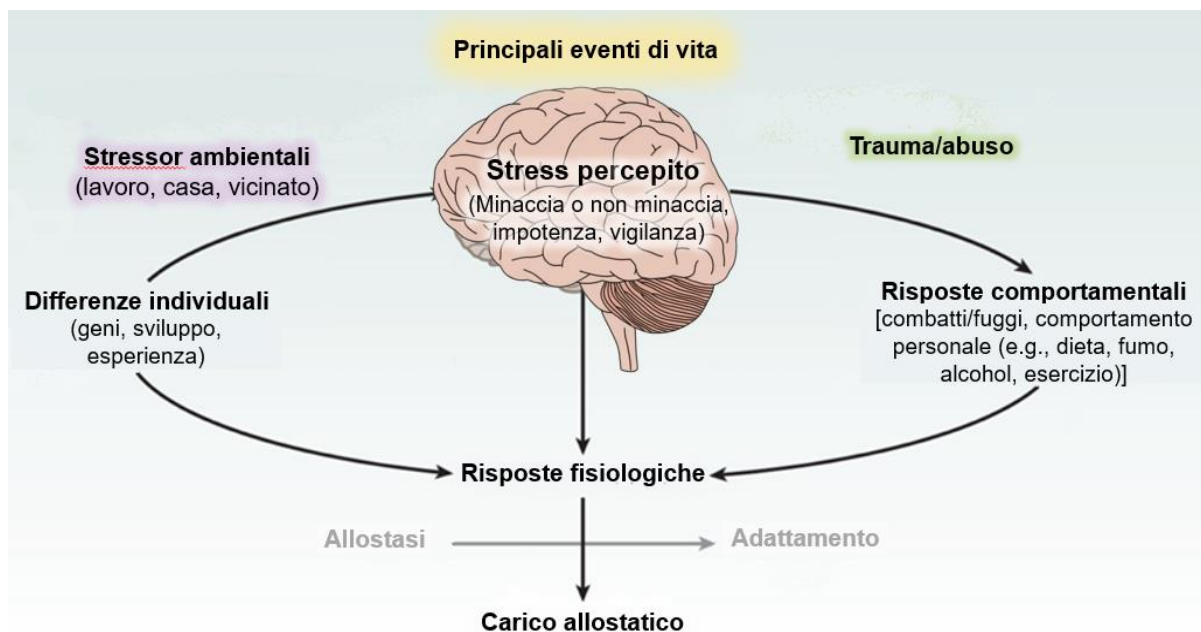 Principali eventi di vita
Stressor ambientali
(lavoro, casa, vicinato)
Trauma/abuso
Stress percepito
(Minaccia o non minaccia,
impotenza, vigilanza)
Differenze individuali
(geni, sviluppo,
esperienza)
Risposte comportamentali
[combatti/fuggi, comportamento
personale (e.g., dieta, fumo,
alcohol, esercizio)]
Risposte fisiologiche
Allostasi
Adattamento
Carico allostatico